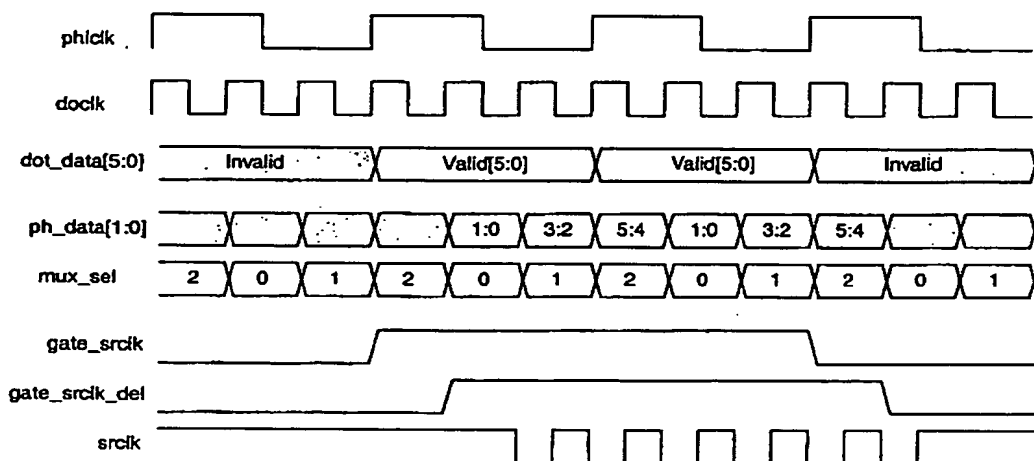 phiclk
doclk
dot_data[5:0] Invalid Valid[5:0] Valid[5:0] Invalid
ph_data[1:0] 1:0 3:2 5:4 1:0 3:2 5:4
mux_sel 2 0 1 2 0 1 2 0 1 2 0 1
gate_srclk
gate_srclk_del
srclk